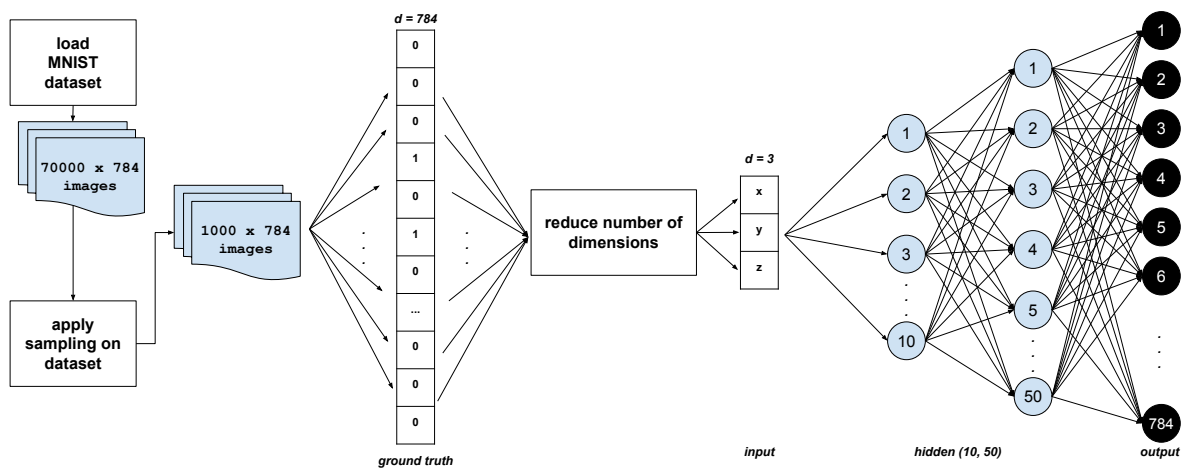 load
MNIST
dataset
70000 x 784
images
apply
sampling on
dataset
1000 x 784
images
d = 784
0
0
0
1
0
1
0
...
0
0
0
ground truth
reduce number of
dimensions
d = 3
x
y
z
input
1
2
3
10
1
2
3
4
5
50
hidden (10, 50)
1
2
3
4
5
6
784
output